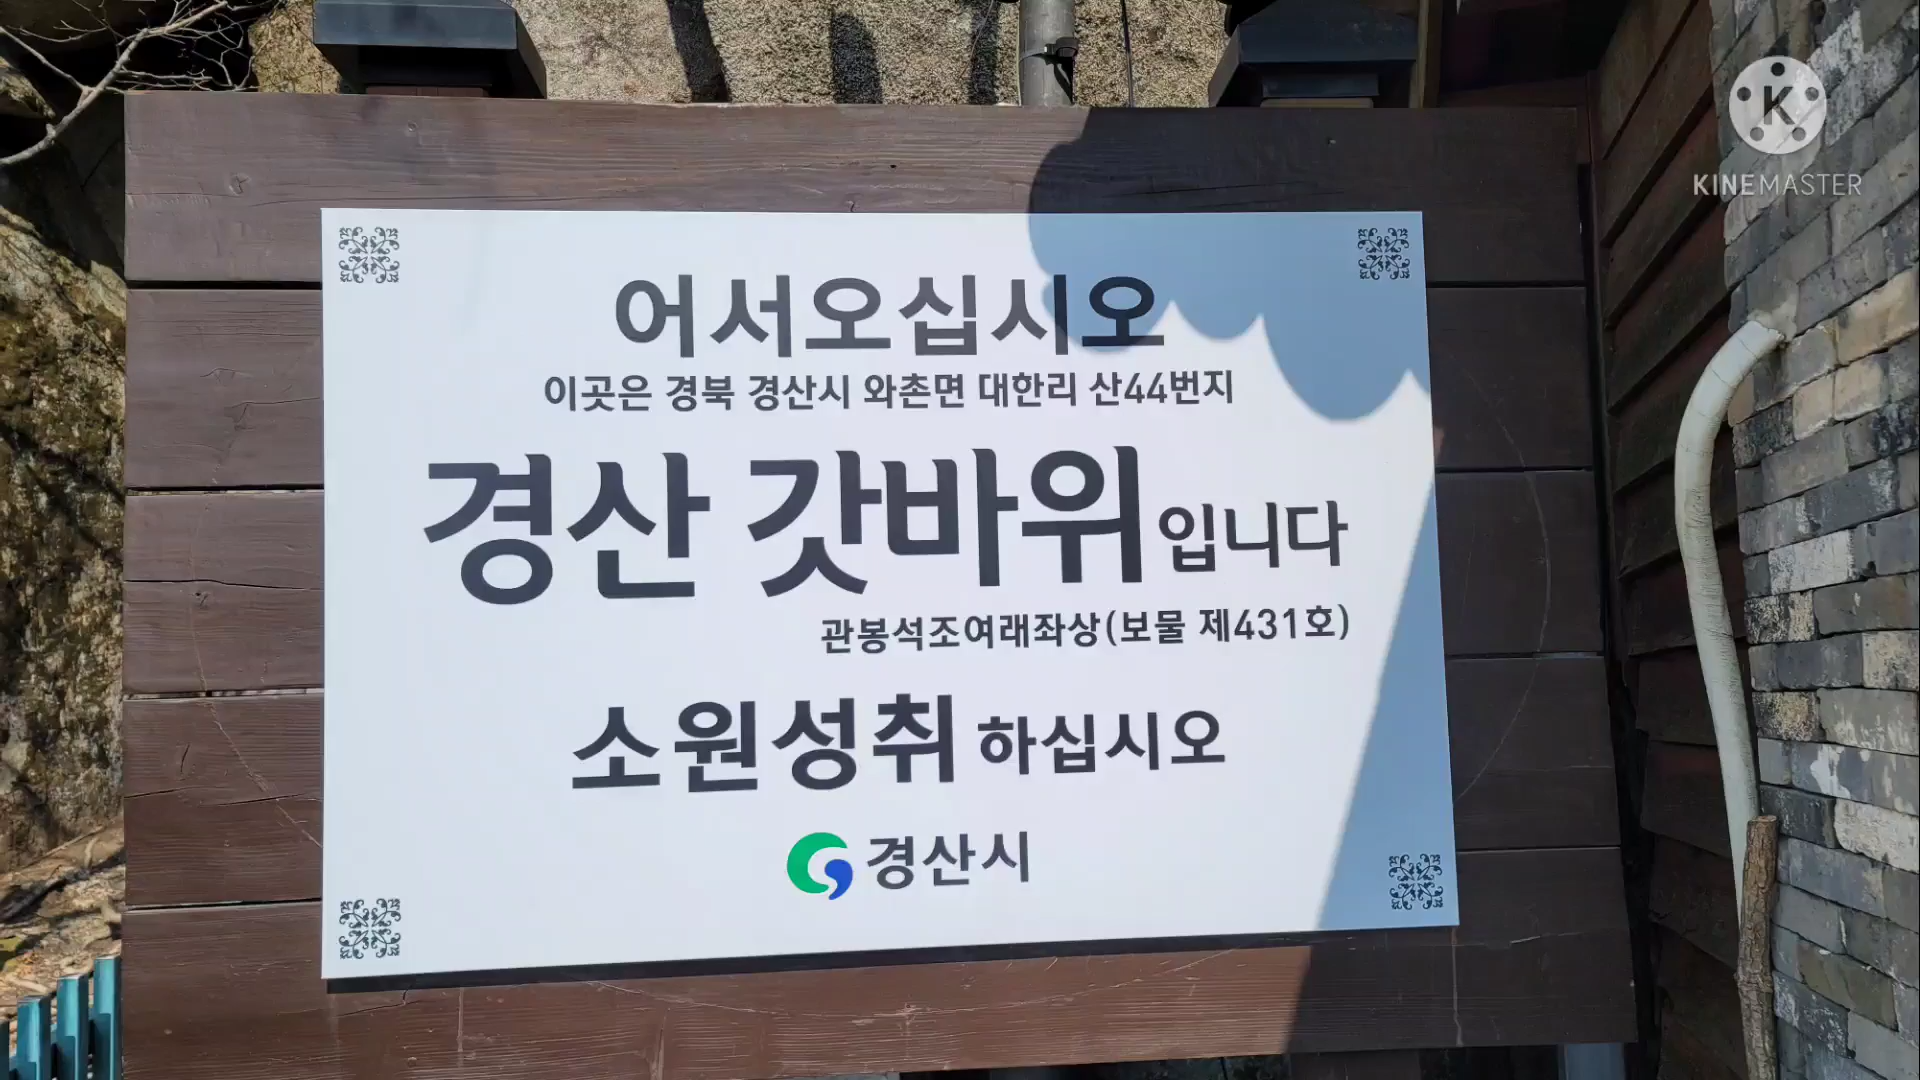 어서오십시오
이곳은 경북 경산시 와촌면 대한리 산44번지
경산 갓바위입니다
관봉석조여래좌상(보물 제431호)
소원성취 하십시오
경산시
K
KINEMASTER